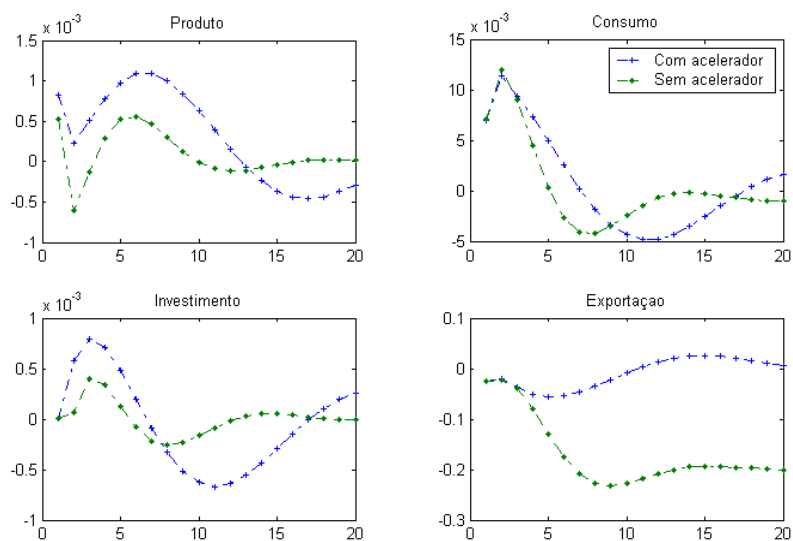 Produto
x 10^-3
1.5
1
0.5
0
-0.5
-1
0 5 10 15 20
Consumo
x 10^-3
15
10
5
0
-5
0 5 10 15 20
Com acelerador
Sem acelerador
Investimento
x 10^-3
1
0.5
0
-0.5
-1
0 5 10 15 20
Exportaçao
0.1
0
-0.1
-0.2
-0.3
0 5 10 15 20